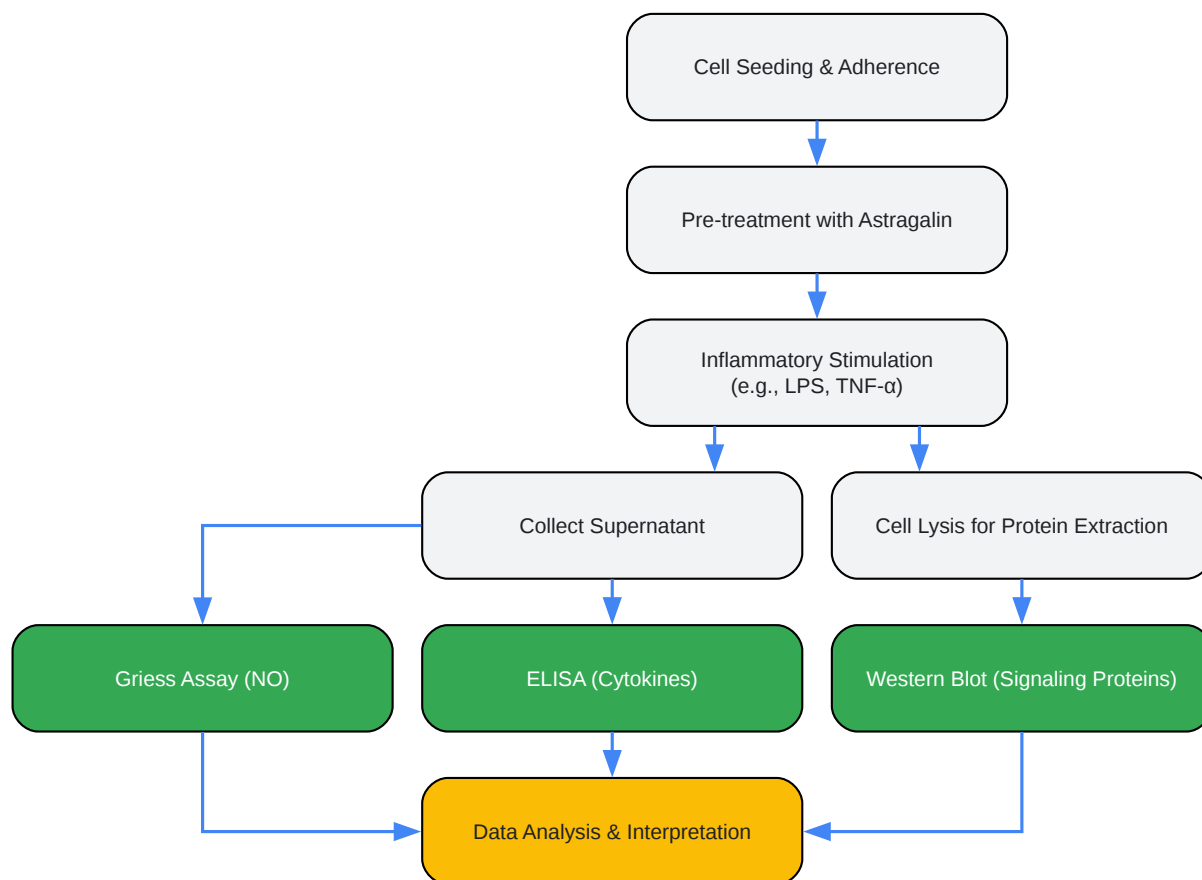 Cell Seeding & Adherence
Pre-treatment with Astragalin
Inflammatory Stimulation
(e.g., LPS, TNF-α)
Collect Supernatant
Cell Lysis for Protein Extraction
Griess Assay (NO)
ELISA (Cytokines)
Western Blot (Signaling Proteins)
Data Analysis & Interpretation